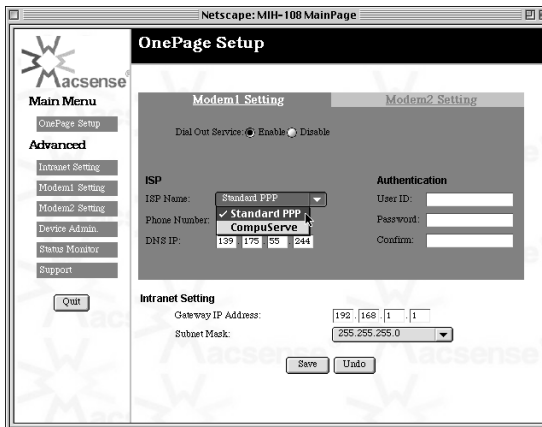 Netscape: MIH-108 MainPage
Macsense
OnePage Setup
Main Menu
OnePage Setup
Advanced
Intranet Setting
Modem1 Setting
Modem2 Setting
Device Admin.
Status Monitor
Support
Quit
Modem1 Setting
Modem2 Setting
Dial Out Service: Enable Disable
ISP
Authentication
ISP Name: Standard PPP
User ID:
✓ Standard PPP
CompuServe
Phone Number:
Password:
DNS IP: 139 . 175 . 55 . 244
Confirm:
Intranet Setting
Gateway IP Address: 192 . 168 . 1 . 1
Subnet Mask: 255.255.255.0
Save
Undo